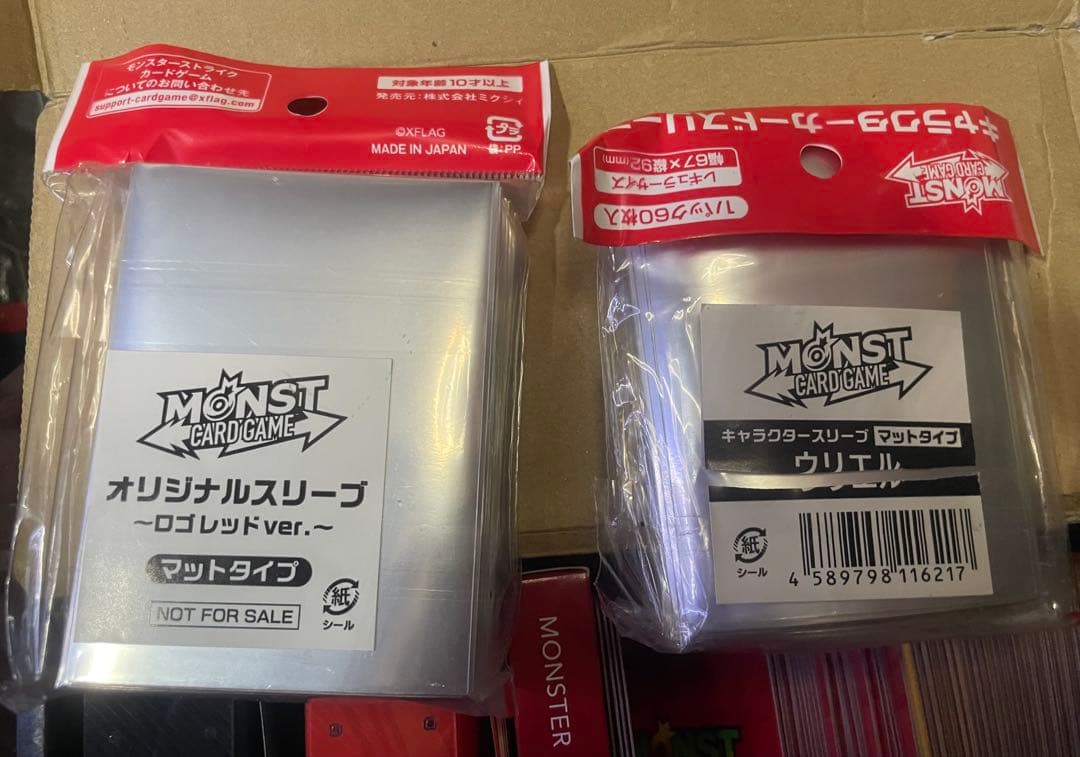 モンスターストライク
カードゲーム
についてのお問い合わせ先
support-cardgame@xflag.com
対象年齢10才以上
発売元:株式会社ミクシィ
©XFLAG
MADE IN JAPAN
プラ
袋:PP
MONST
CARD GAME
オリジナルスリーブ
〜ロゴレッドver.〜
マットタイプ
NOT FOR SALE
紙
シール
キャラクターカードスリー
レギュラーサイズ
幅67×縦92(mm)
1パック60枚入
MONST
CARD GAME
MONST
CARD GAME
キャラクタースリーブ マットタイプ
ウリエル
紙
シール
4 589798 116217
MONSTER
MONST